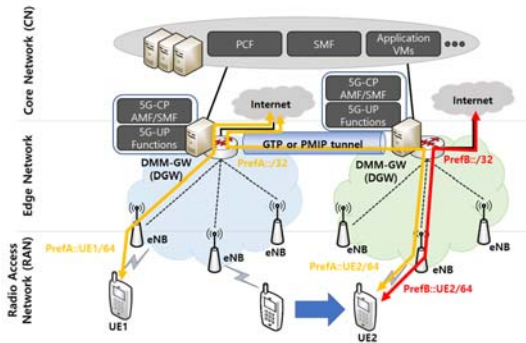 Core Network (CN)
PCF
SMF
Application
VMs
5G-CP
AMF/SMF
5G-UP
Functions
Internet
5G-CP
AMF/SMF
5G-UP
Functions
Internet
Edge Network
GTP or PMIP tunnel
PrefA::/32
PrefB::/32
DMM-GW
(DGW)
DMM-GW
(DGW)
eNB
eNB
eNB
eNB
Radio Access
Network (RAN)
PrefA::UE1/64
eNB
PrefA::UE2/64
eNB
PrefB::UE2/64
UE1
UE2